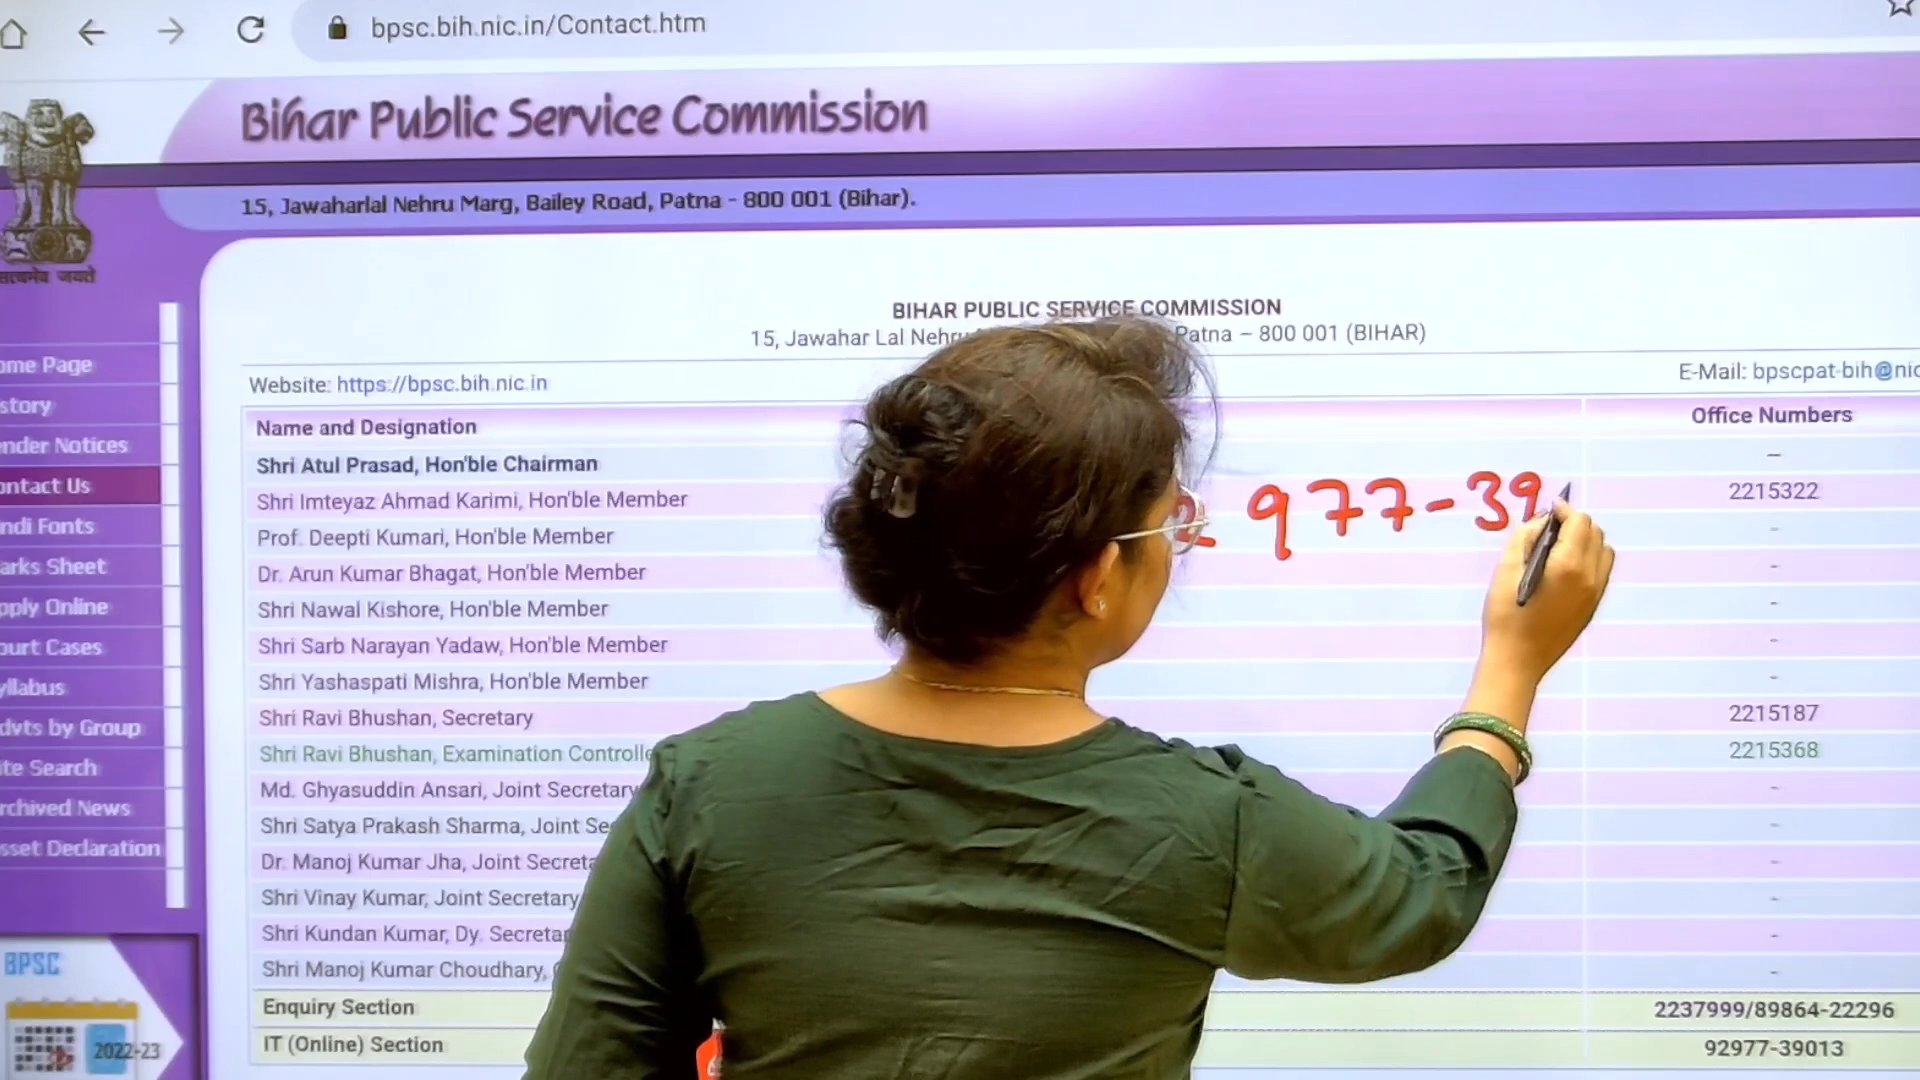 bpsc.bih.nic.in/Contact.htm
Bihar Public Service Commission
15, Jawaharlal Nehru Marg, Bailey Road, Patna - 800 001 (Bihar).
सत्यमेव जयते
ome Page
story
ender Notices
ontact Us
ndi Fonts
arks Sheet
pply Online
ourt Cases
yllabus
dvts by Group
ite Search
rchived News
sset Declaration
BPSC
2022-23
BIHAR PUBLIC SERVICE COMMISSION
15, Jawahar Lal Nehru Patna – 800 001 (BIHAR)
Website: https://bpsc.bih.nic.in E-Mail: bpscpat-bih@nic
Name and Designation Office Numbers
Shri Atul Prasad, Hon'ble Chairman --
Shri Imteyaz Ahmad Karimi, Hon'ble Member 2215322
2 977-39
Prof. Deepti Kumari, Hon'ble Member -
Dr. Arun Kumar Bhagat, Hon'ble Member -
Shri Nawal Kishore, Hon'ble Member -
Shri Sarb Narayan Yadaw, Hon'ble Member -
Shri Yashaspati Mishra, Hon'ble Member -
Shri Ravi Bhushan, Secretary 2215187
Shri Ravi Bhushan, Examination Controlle 2215368
Md. Ghyasuddin Ansari, Joint Secretary -
Shri Satya Prakash Sharma, Joint Se -
Dr. Manoj Kumar Jha, Joint Secreta -
Shri Vinay Kumar, Joint Secretary -
Shri Kundan Kumar, Dy. Secretar -
Shri Manoj Kumar Choudhary, -
Enquiry Section 2237999/89864-22296
IT (Online) Section 92977-39013